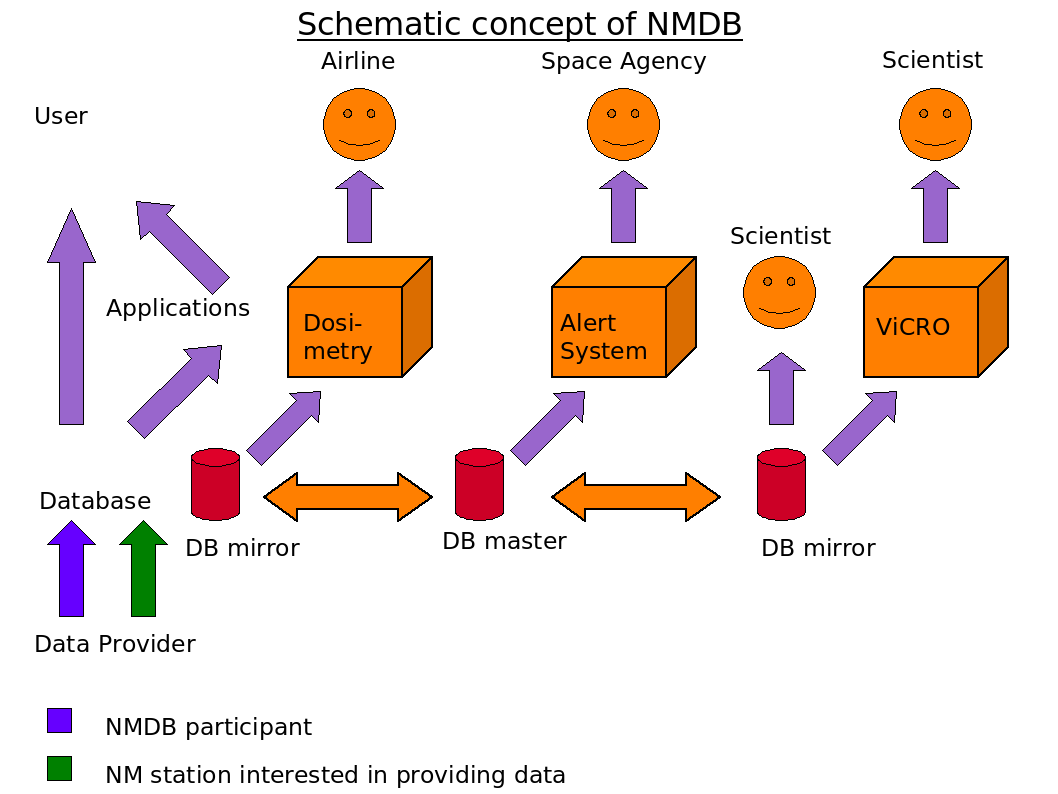 Schematic concept of NMDB
Airline
Space Agency
Scientist
User
Scientist
Applications
Dosi-
metry
Alert
System
ViCRO
Database
DB mirror
DB master
DB mirror
Data Provider
NMDB participant
NM station interested in providing data